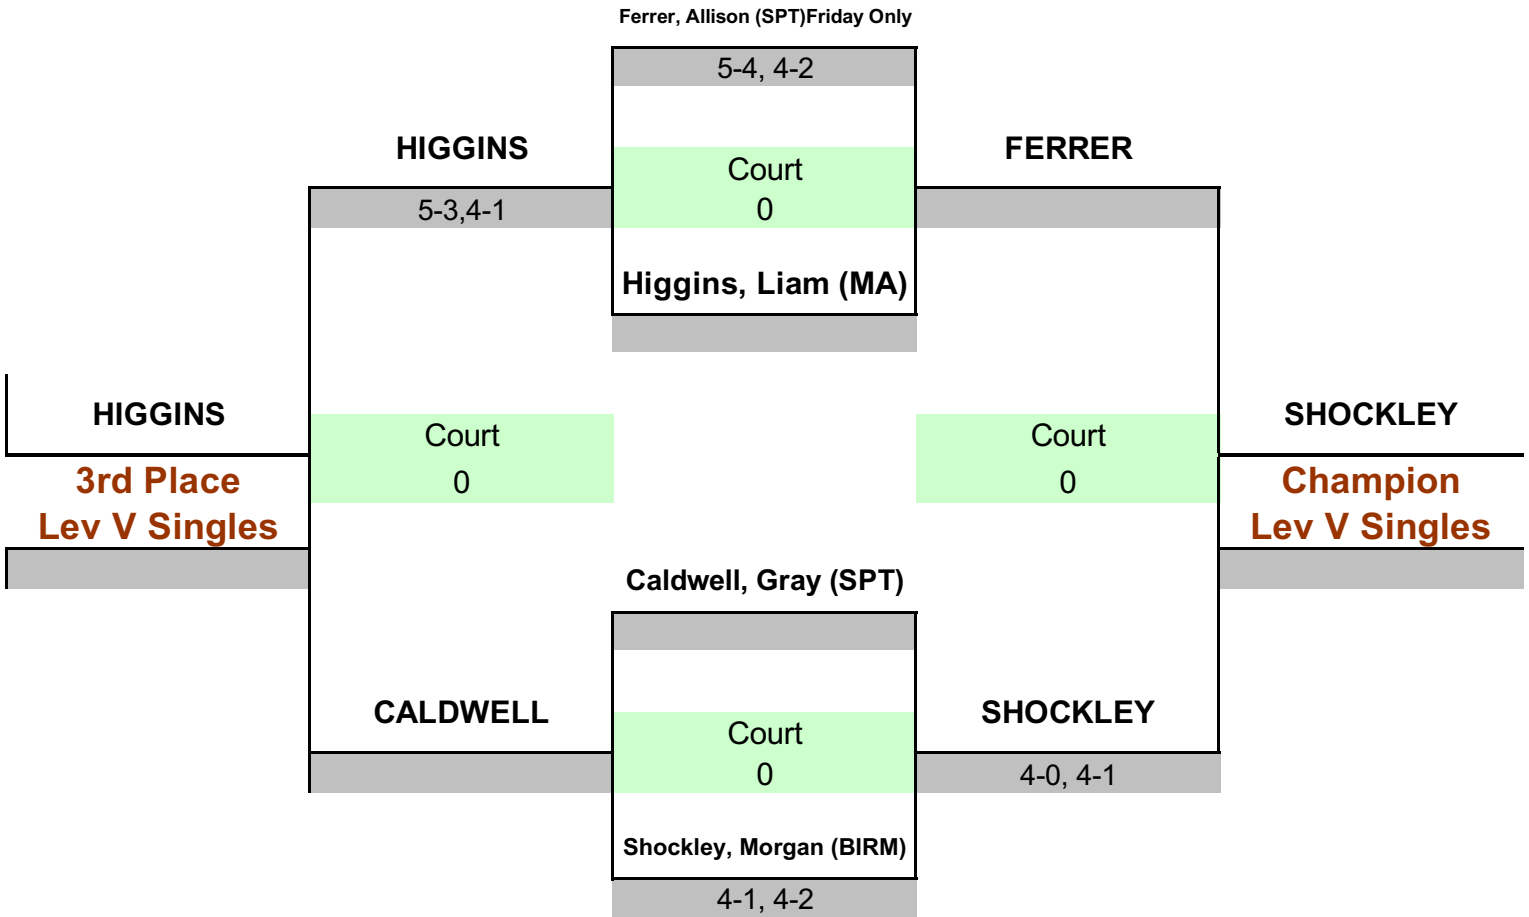 Ferrer, Allison (SPT)Friday Only
5-4, 4-2
HIGGINS
FERRER
Court
0
5-3,4-1
Higgins, Liam (MA)
HIGGINS
SHOCKLEY
Court
0
Court
0
3rd Place
Lev V Singles
Champion
Lev V Singles
Caldwell, Gray (SPT)
CALDWELL
SHOCKLEY
Court
0
4-0, 4-1
Shockley, Morgan (BIRM)
4-1, 4-2